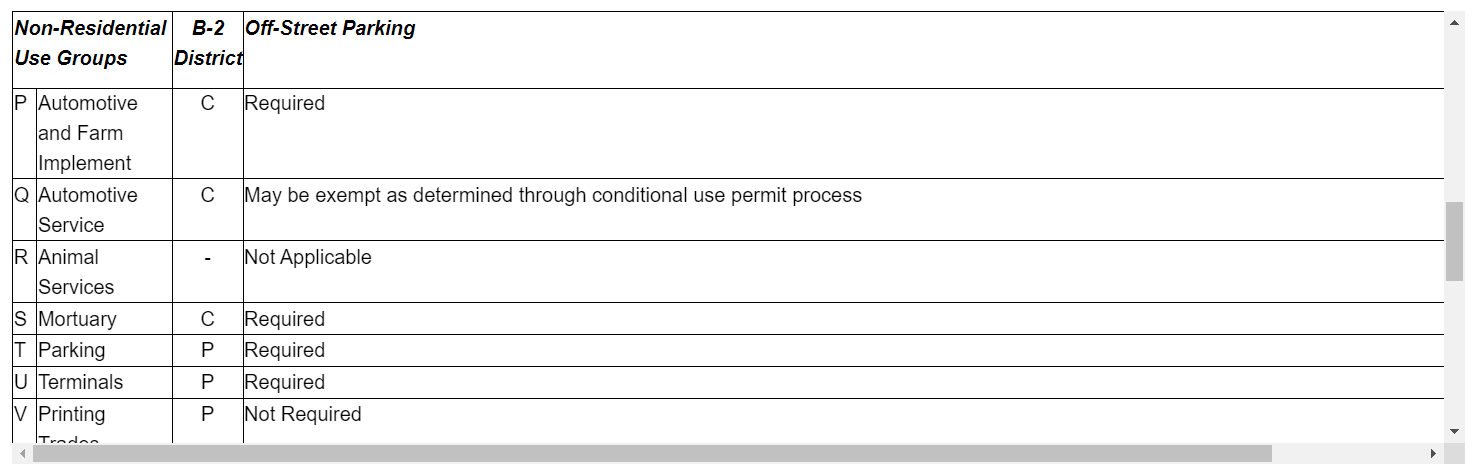 Non-Residential B-2 Off-Street Parking
Use Groups District
P Automotive C Required
and Farm
Implement
Q Automotive C May be exempt as determined through conditional use permit process
Service
R Animal - Not Applicable
Services
S Mortuary C Required
T Parking P Required
U Terminals P Required
V Printing P Not Required
Trades